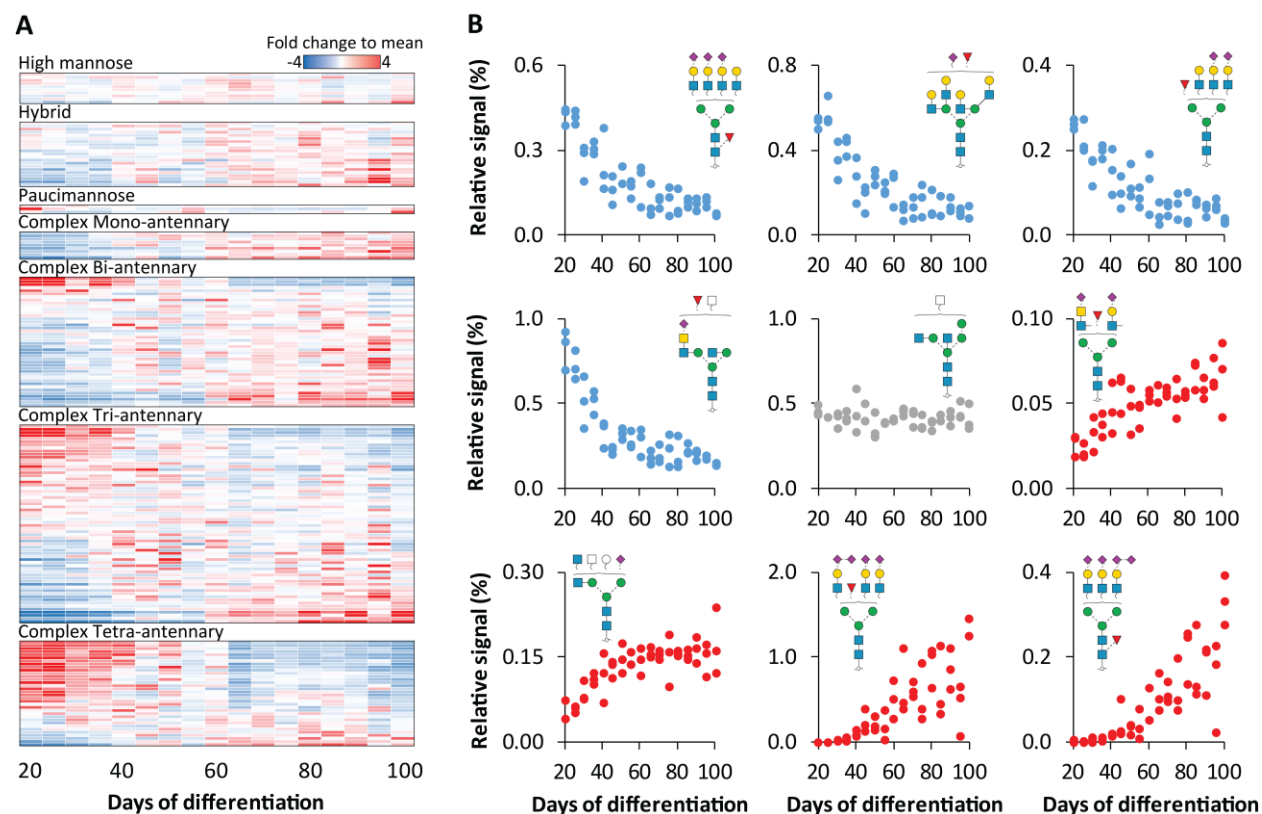 A
Fold change to mean
-4 4
High mannose
Hybrid
Paucimannose
Complex Mono-antennary
Complex Bi-antennary
Complex Tri-antennary
Complex Tetra-antennary
20 40 60 80 100
Days of differentiation
B
Relative signal (%)
0.6
0.3
0.0
20 40 60 80 100
0.8
0.4
0.0
20 40 60 80 100
0.4
0.2
0.0
20 40 60 80 100
Relative signal (%)
1.0
0.5
0.0
20 40 60 80 100
1.0
0.5
0.0
20 40 60 80 100
0.10
0.05
0.00
20 40 60 80 100
Relative signal (%)
0.30
0.15
0.00
20 40 60 80 100
Days of differentiation
2.0
1.0
0.0
20 40 60 80 100
Days of differentiation
0.4
0.2
0.0
20 40 60 80 100
Days of differentiation